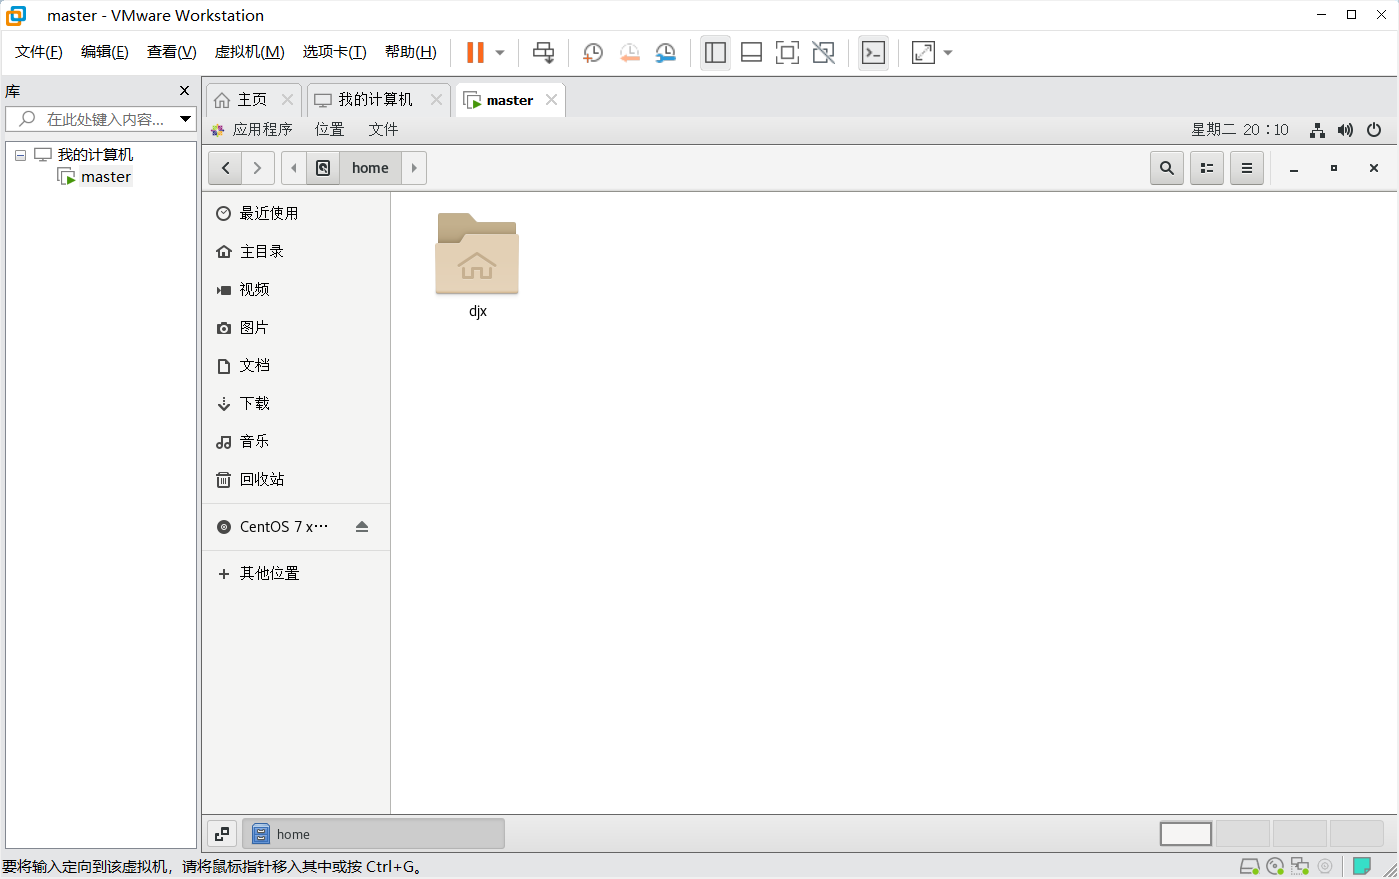 master - VMware Workstation
文件(F) 编辑(E) 查看(V) 虚拟机(M) 选项卡(T) 帮助(H)
库
在此处键入内容...
我的计算机
master
主页 我的计算机 master
应用程序 位置 文件 星期二 20：10
home
最近使用
主目录
视频
图片
文档
下载
音乐
回收站
CentOS 7 x⋯
其他位置
djx
home
要将输入定向到该虚拟机，请将鼠标指针移入其中或按 Ctrl+G。